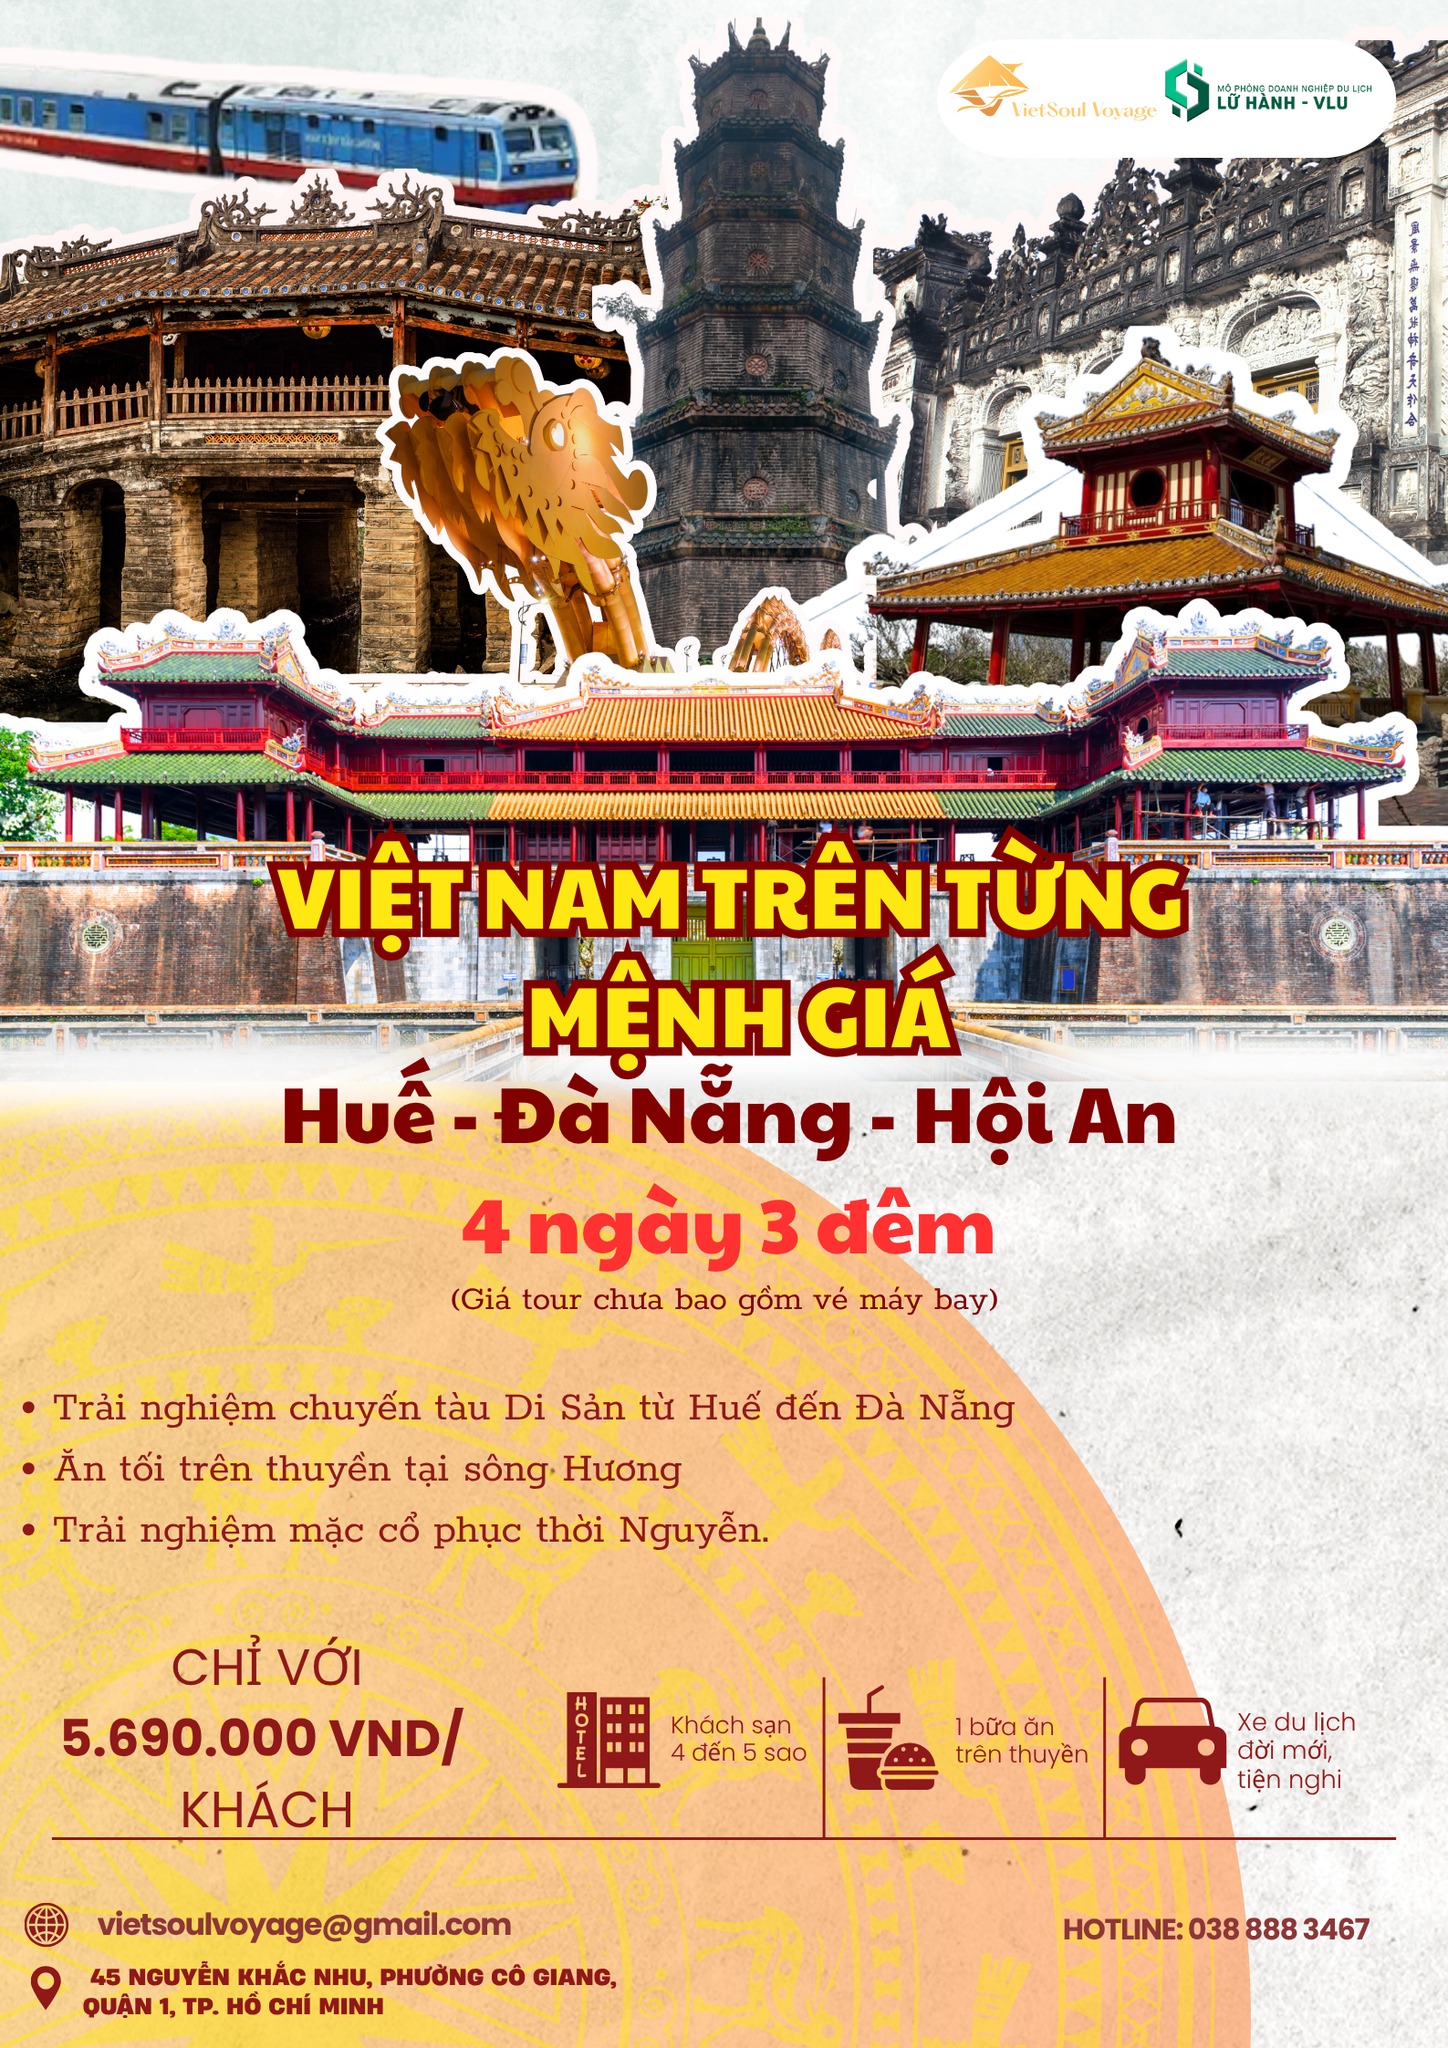 VietSoul Voyage
MÔ PHỎNG DOANH NGHIỆP DU LỊCH
LỮ HÀNH - VLU
VIỆT NAM TRÊN TỪNG
MỆNH GIÁ
Huế - Đà Nẵng - Hội An
4 ngày 3 đêm
(Giá tour chưa bao gồm vé máy bay)
• Trải nghiệm chuyến tàu Di Sản từ Huế đến Đà Nẵng
• Ăn tối trên thuyền tại sông Hương
• Trải nghiệm mặc cổ phục thời Nguyễn.
CHỈ VỚI
5.690.000 VND/
KHÁCH
HOTEL
Khách sạn
4 đến 5 sao
1 bữa ăn
trên thuyền
Xe du lịch
đời mới,
tiện nghi
vietsoulvoyage@gmail.com
HOTLINE: 038 888 3467
45 NGUYỄN KHẮC NHU, PHƯỜNG CÔ GIANG,
QUẬN 1, TP. HỒ CHÍ MINH